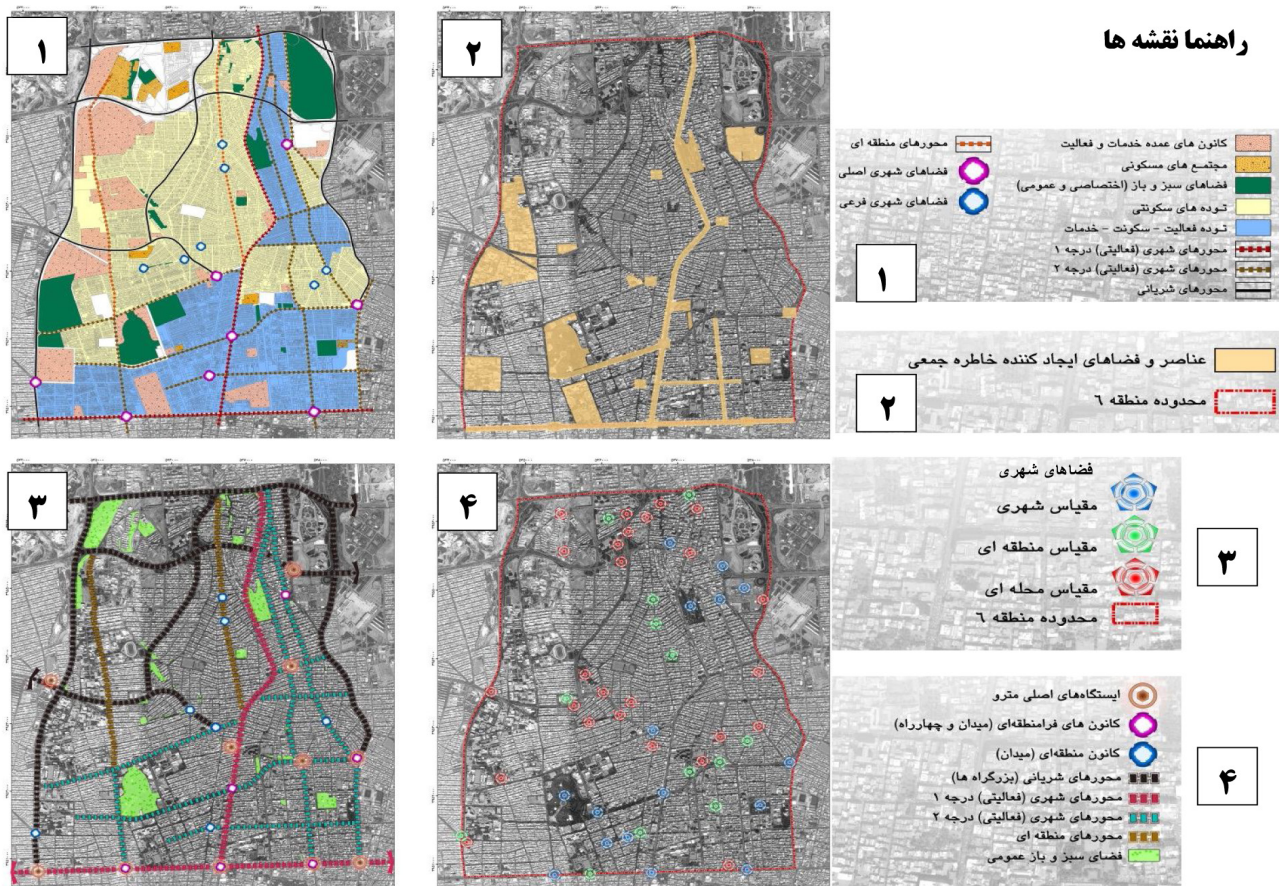 راهنما نقشه ها
۱
۲
۳
۴
کانون های عمده خدمات و فعالیت
مجتمع های مسکونی
فضاهای سبز و باز (اختصاصی و عمومی)
توده های سکونتی
توده فعالیت - سکونت - خدمات
محورهای شهری (فعالیتی) درجه ۱
محورهای شهری (فعالیتی) درجه ۲
محورهای شریانی
محورهای منطقه ای
فضاهای شهری اصلی
فضاهای شهری فرعی
۱
عناصر و فضاهای ایجاد کننده خاطره جمعی
محدوده منطقه ٦
۲
فضاهای شهری
مقیاس شهری
مقیاس منطقه ای
مقیاس محله ای
محدوده منطقه ٦
۳
ایستگاه‌های اصلی مترو
کانون های فرامنطقه‌ای (میدان و چهارراه)
کانون منطقه‌ای (میدان)
محورهای شریانی (بزرگراه ها)
محورهای شهری (فعالیتی) درجه ۱
محورهای شهری (فعالیتی) درجه ۲
محورهای منطقه ای
فضای سبز و باز عمومی
۴